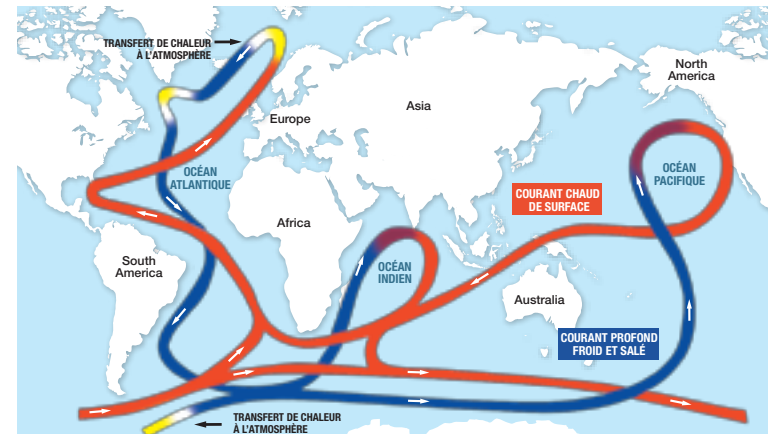 TRANSFERT DE CHALEUR
À L'ATMOSPHÈRE
North
America
Asia
Europe
OCÉAN
ATLANTIQUE
OCÉAN
PACIFIQUE
COURANT CHAUD
DE SURFACE
Africa
South
America
OCÉAN
INDIEN
Australia
COURANT PROFOND
FROID ET SALÉ
TRANSFERT DE CHALEUR
À L'ATMOSPHÈRE